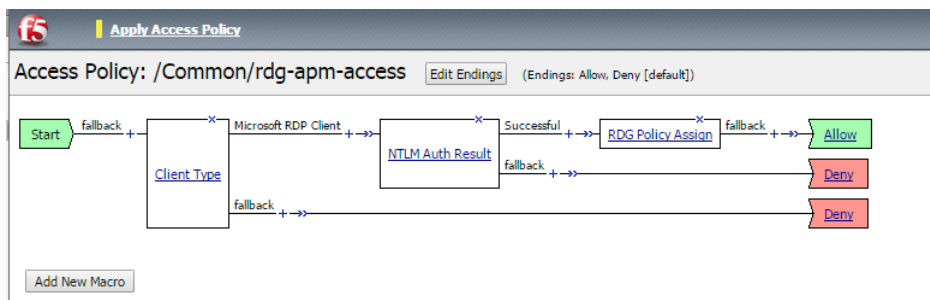 f5
Apply Access Policy
Access Policy: /Common/rdg-apm-access Edit Endings (Endings: Allow, Deny [default])
Start fallback + Client Type Microsoft RDP Client + NTLM Auth Result Successful + RDG Policy Assign fallback + Allow
fallback + Deny
fallback + Deny
Add New Macro